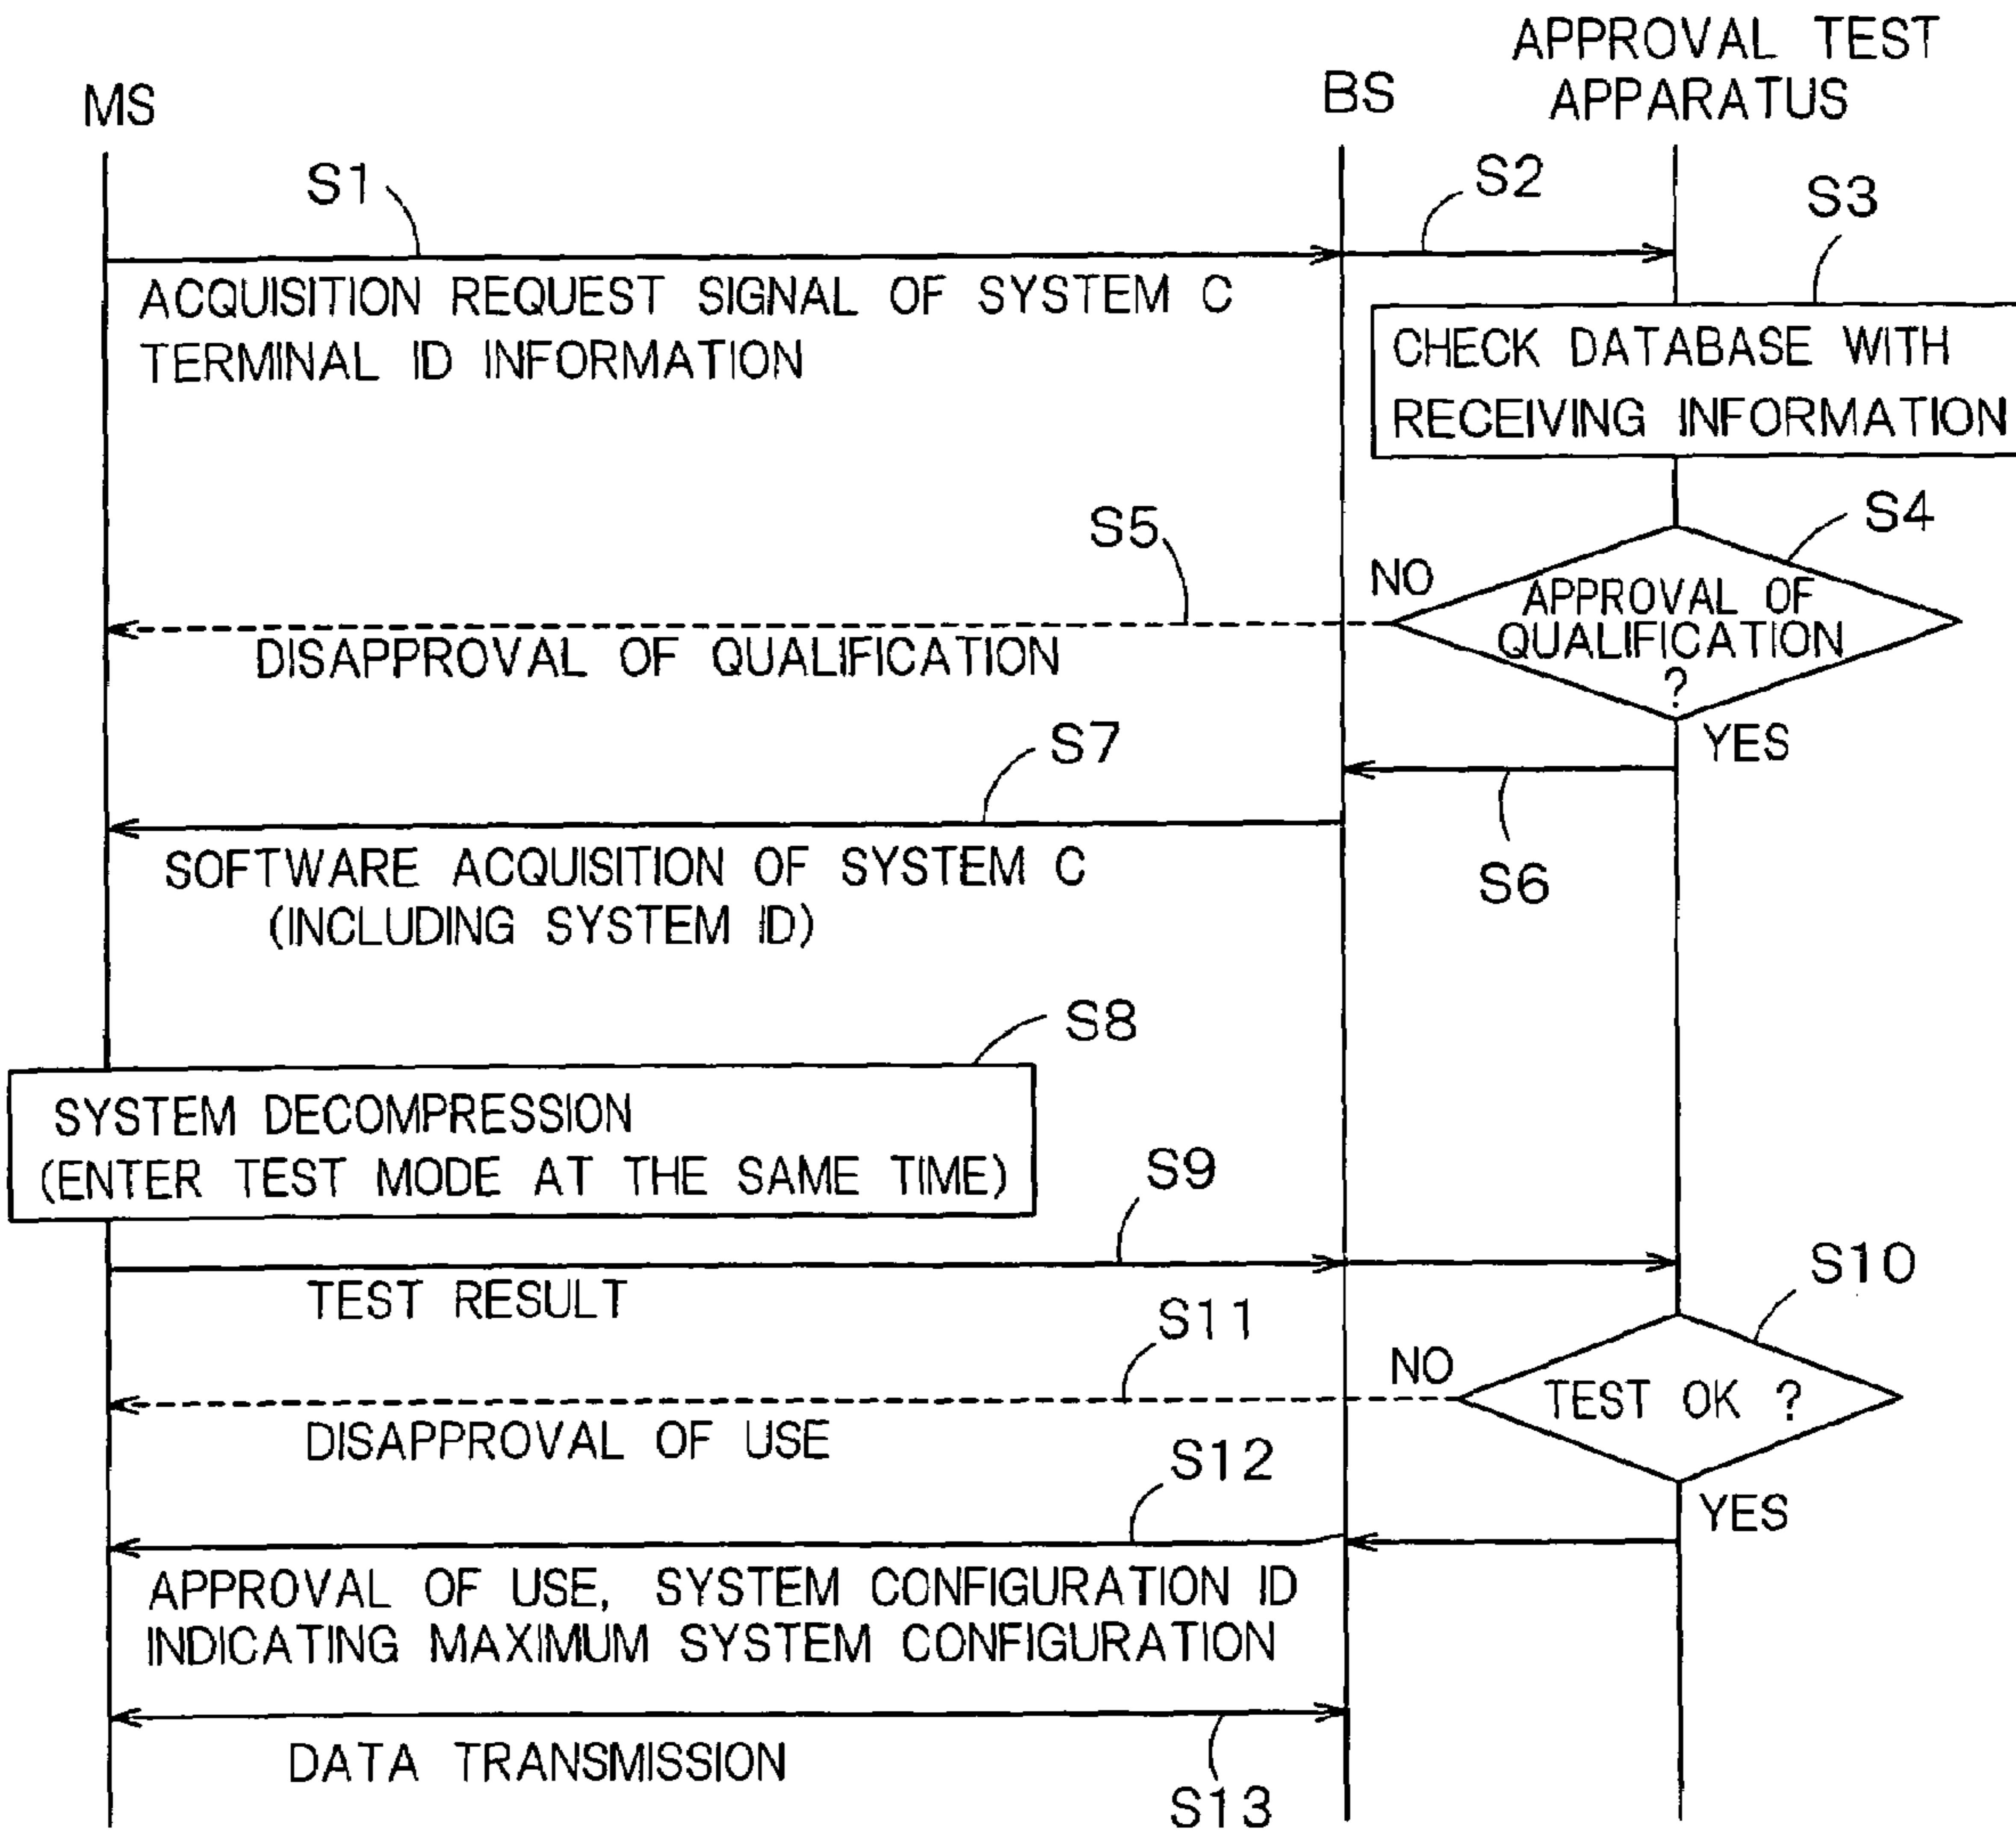 APPROVAL TEST
APPARATUS
MS
BS
S1
S2
S3
ACQUISITION REQUEST SIGNAL OF SYSTEM C
TERMINAL ID INFORMATION
CHECK DATABASE WITH
RECEIVING INFORMATION
S4
S5
NO
APPROVAL OF
QUALIFICATION
?
DISAPPROVAL OF QUALIFICATION
YES
S7
S6
SOFTWARE ACQUISITION OF SYSTEM C
(INCLUDING SYSTEM ID)
S8
SYSTEM DECOMPRESSION
(ENTER TEST MODE AT THE SAME TIME)
S9
TEST RESULT
S10
S11
NO
TEST OK ?
DISAPPROVAL OF USE
S12
YES
APPROVAL OF USE, SYSTEM CONFIGURATION ID
INDICATING MAXIMUM SYSTEM CONFIGURATION
DATA TRANSMISSION
S13